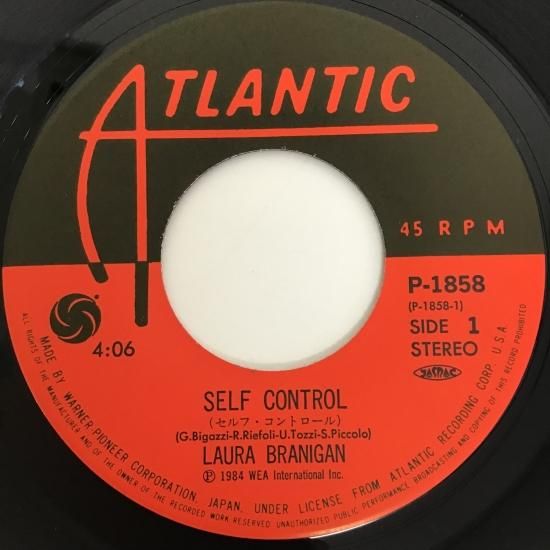 ATLANTIC
45 RPM
P-1858
(P-1858-1)
SIDE 1
STEREO
JASRAC
4:06
SELF CONTROL
(セルフ・コントロール)
(G.Bigazzi-R.Riefoli-U.Tozzi-S.Piccolo)
LAURA BRANIGAN
Ⓟ 1984 WEA International Inc.
MADE BY WARNER-PIONEER CORPORATION, JAPAN. UNDER LICENSE FROM ATLANTIC RECORDING CORP. U.S.A.
ALL RIGHTS OF THE MANUFACTURER AND OF THE OWNER OF THE RECORDED WORK RESERVED UNAUTHORIZED PUBLIC PERFORMANCE BROADCASTING AND COPYING OF THIS RECORD PROHIBITED